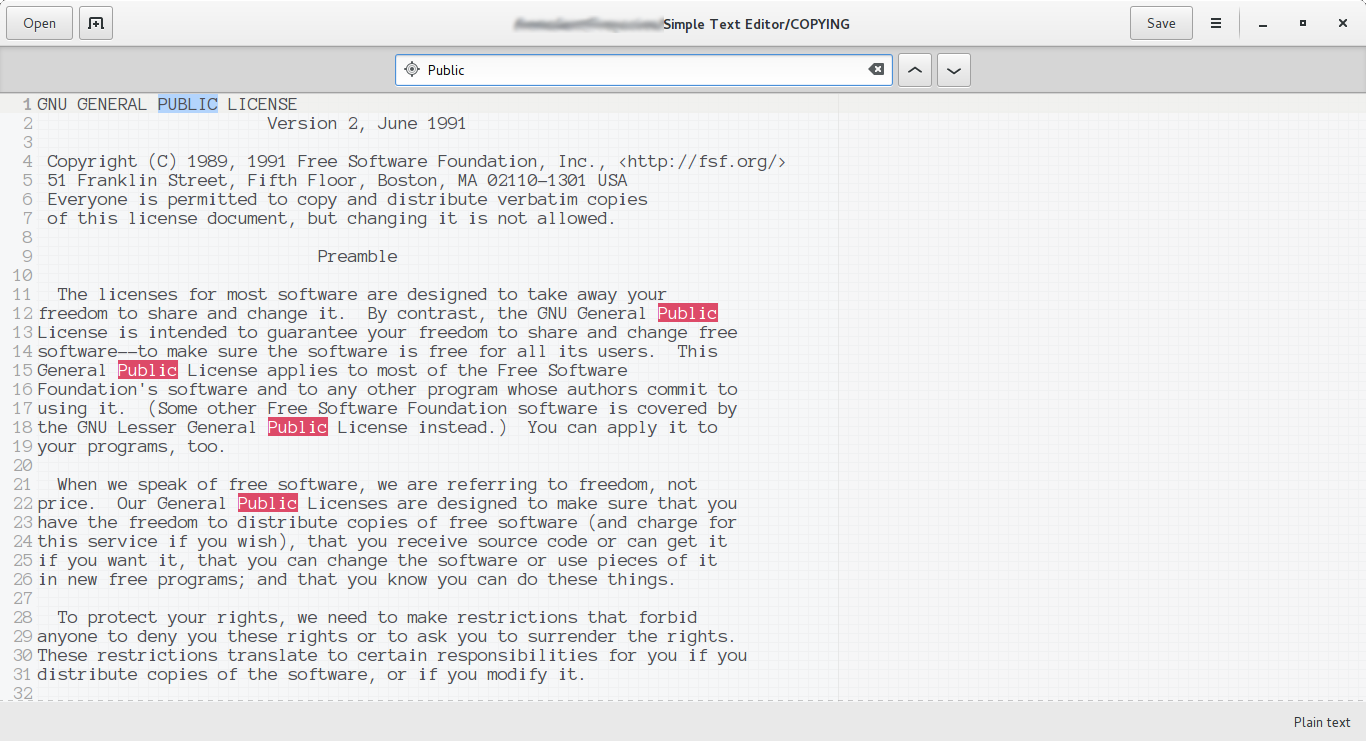 Open
Simple Text Editor/COPYING
Save
Public
1 GNU GENERAL PUBLIC LICENSE
2 Version 2, June 1991
3
4 Copyright (C) 1989, 1991 Free Software Foundation, Inc., <http://fsf.org/>
5 51 Franklin Street, Fifth Floor, Boston, MA 02110-1301 USA
6 Everyone is permitted to copy and distribute verbatim copies
7 of this license document, but changing it is not allowed.
8
9 Preamble
10
11 The licenses for most software are designed to take away your
12 freedom to share and change it.  By contrast, the GNU General Public
13 License is intended to guarantee your freedom to share and change free
14 software--to make sure the software is free for all its users.  This
15 General Public License applies to most of the Free Software
16 Foundation's software and to any other program whose authors commit to
17 using it.  (Some other Free Software Foundation software is covered by
18 the GNU Lesser General Public License instead.)  You can apply it to
19 your programs, too.
20
21 When we speak of free software, we are referring to freedom, not
22 price.  Our General Public Licenses are designed to make sure that you
23 have the freedom to distribute copies of free software (and charge for
24 this service if you wish), that you receive source code or can get it
25 if you want it, that you can change the software or use pieces of it
26 in new free programs; and that you know you can do these things.
27
28 To protect your rights, we need to make restrictions that forbid
29 anyone to deny you these rights or to ask you to surrender the rights.
30 These restrictions translate to certain responsibilities for you if you
31 distribute copies of the software, or if you modify it.
32
Plain text